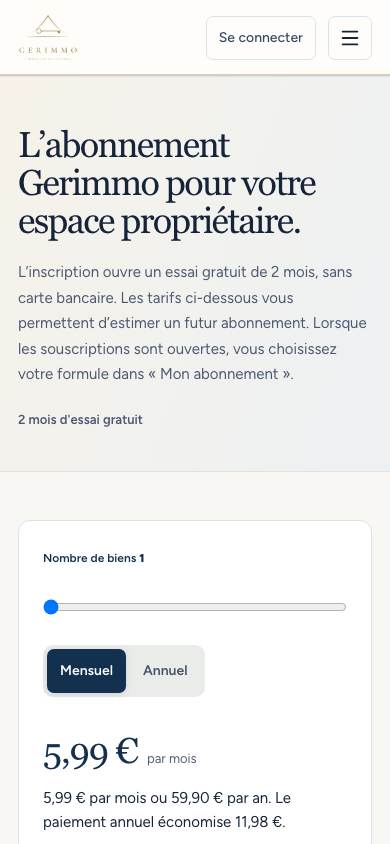 GERIMMO
Se connecter
L’abonnement
Gerimmo pour votre
espace propriétaire.
L’inscription ouvre un essai gratuit de 2 mois, sans
carte bancaire. Les tarifs ci-dessous vous
permettent d’estimer un futur abonnement. Lorsque
les souscriptions sont ouvertes, vous choisissez
votre formule dans « Mon abonnement ».
2 mois d'essai gratuit
Nombre de biens 1
Mensuel Annuel
5,99 € par mois
5,99 € par mois ou 59,90 € par an. Le
paiement annuel économise 11,98 €.